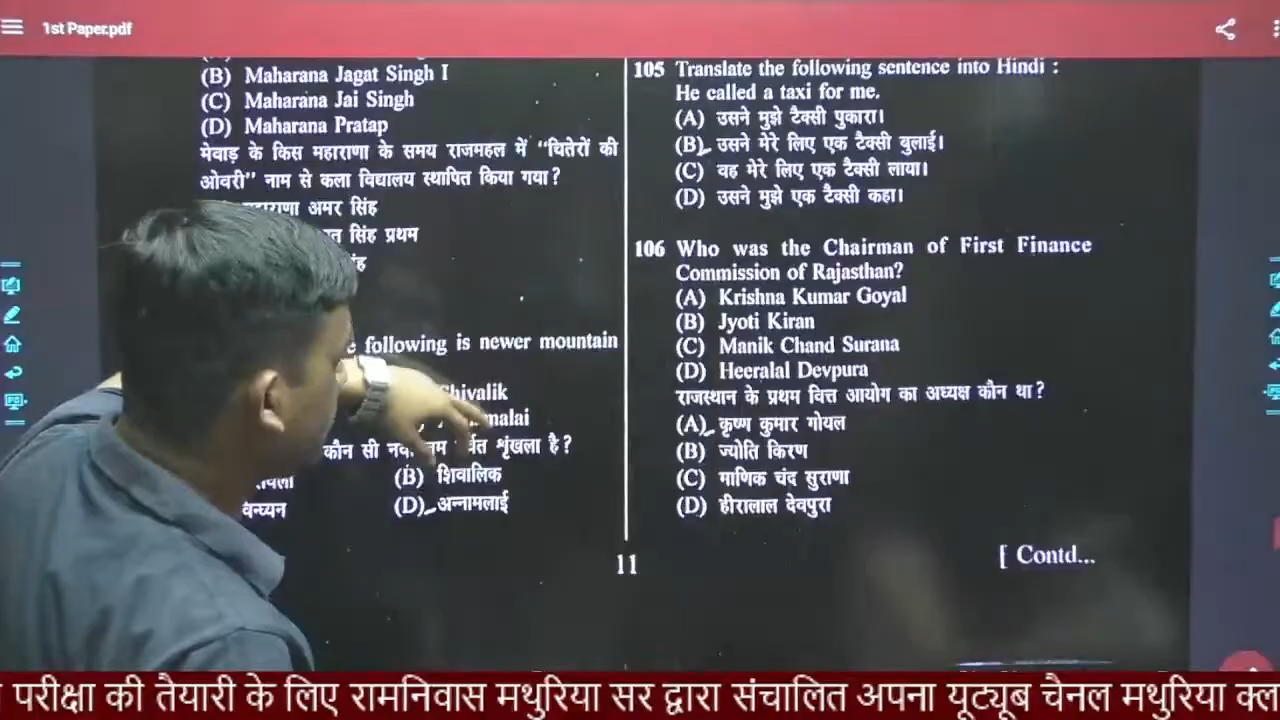 1st Paper.pdf
(B) Maharana Jagat Singh I
(C) Maharana Jai Singh
(D) Maharana Pratap
मेवाड़ के किस महाराणा के समय राजमहल में "चितेरों की
ओवरी" नाम से कला विद्यालय स्थापित किया गया?
अमर सिंह
सिंह प्रथम
following is newer mountain
Shivalik
कौन सी शृंखला है?
(B) शिवालिक
(D) अन्नामलाई
105 Translate the following sentence into Hindi :
He called a taxi for me.
(A) उसने मुझे टैक्सी पुकारा।
(B) उसने मेरे लिए एक टैक्सी बुलाई।
(C) वह मेरे लिए एक टैक्सी लाया।
(D) उसने मुझे एक टैक्सी कहा।
106 Who was the Chairman of First Finance
Commission of Rajasthan?
(A) Krishna Kumar Goyal
(B) Jyoti Kiran
(C) Manik Chand Surana
(D) Heeralal Devpura
राजस्थान के प्रथम वित्त आयोग का अध्यक्ष कौन था?
(A) कृष्ण कुमार गोयल
(B) ज्योति किरण
(C) माणिक चंद सुराणा
(D) हीरालाल देवपुरा
11
[ Contd...
परीक्षा की तैयारी के लिए रामनिवास मथुरिया सर द्वारा संचालित अपना यूट्यूब चैनल मथुरिया